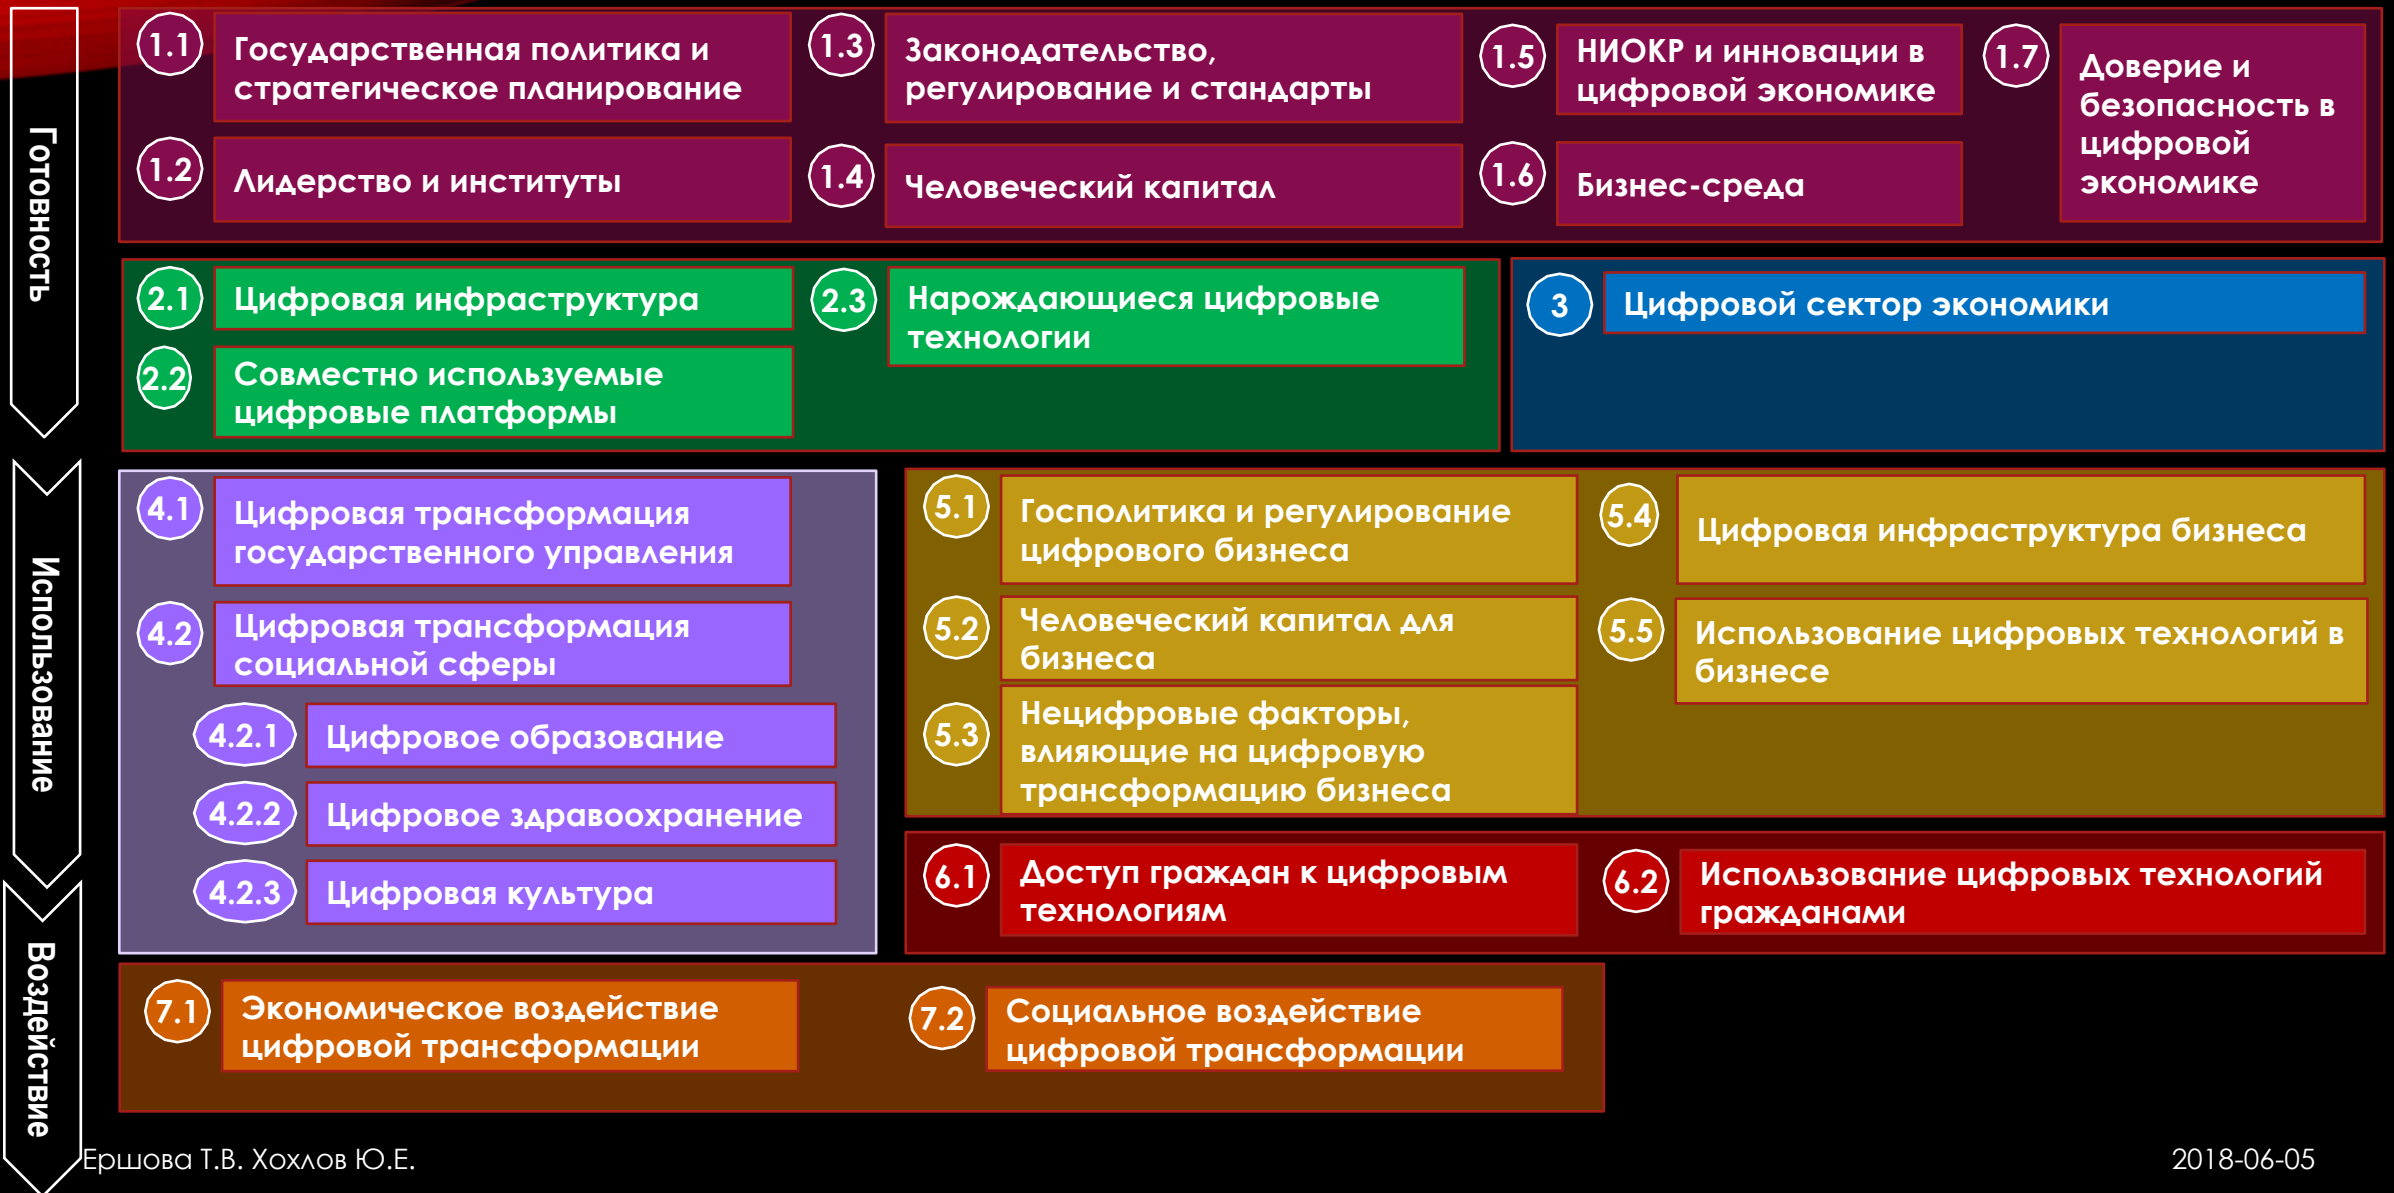 Готовность
1.1
Государственная политика и
стратегическое планирование
1.2
Лидерство и институты
1.3
Законодательство,
регулирование и стандарты
1.4
Человеческий капитал
1.5
НИОКР и инновации в
цифровой экономике
1.6
Бизнес-среда
1.7
Доверие и
безопасность в
цифровой
экономике
2.1
Цифровая инфраструктура
2.2
Совместно используемые
цифровые платформы
2.3
Нарождающиеся цифровые
технологии
3
Цифровой сектор экономики
Использование
4.1
Цифровая трансформация
государственного управления
4.2
Цифровая трансформация
социальной сферы
4.2.1
Цифровое образование
4.2.2
Цифровое здравоохранение
4.2.3
Цифровая культура
5.1
Госполитика и регулирование
цифрового бизнеса
5.2
Человеческий капитал для
бизнеса
5.3
Нецифровые факторы,
влияющие на цифровую
трансформацию бизнеса
5.4
Цифровая инфраструктура бизнеса
5.5
Использование цифровых технологий в
бизнесе
6.1
Доступ граждан к цифровым
технологиям
6.2
Использование цифровых технологий
гражданами
Воздействие
7.1
Экономическое воздействие
цифровой трансформации
7.2
Социальное воздействие
цифровой трансформации
Ершова Т.В. Хохлов Ю.Е.
2018-06-05